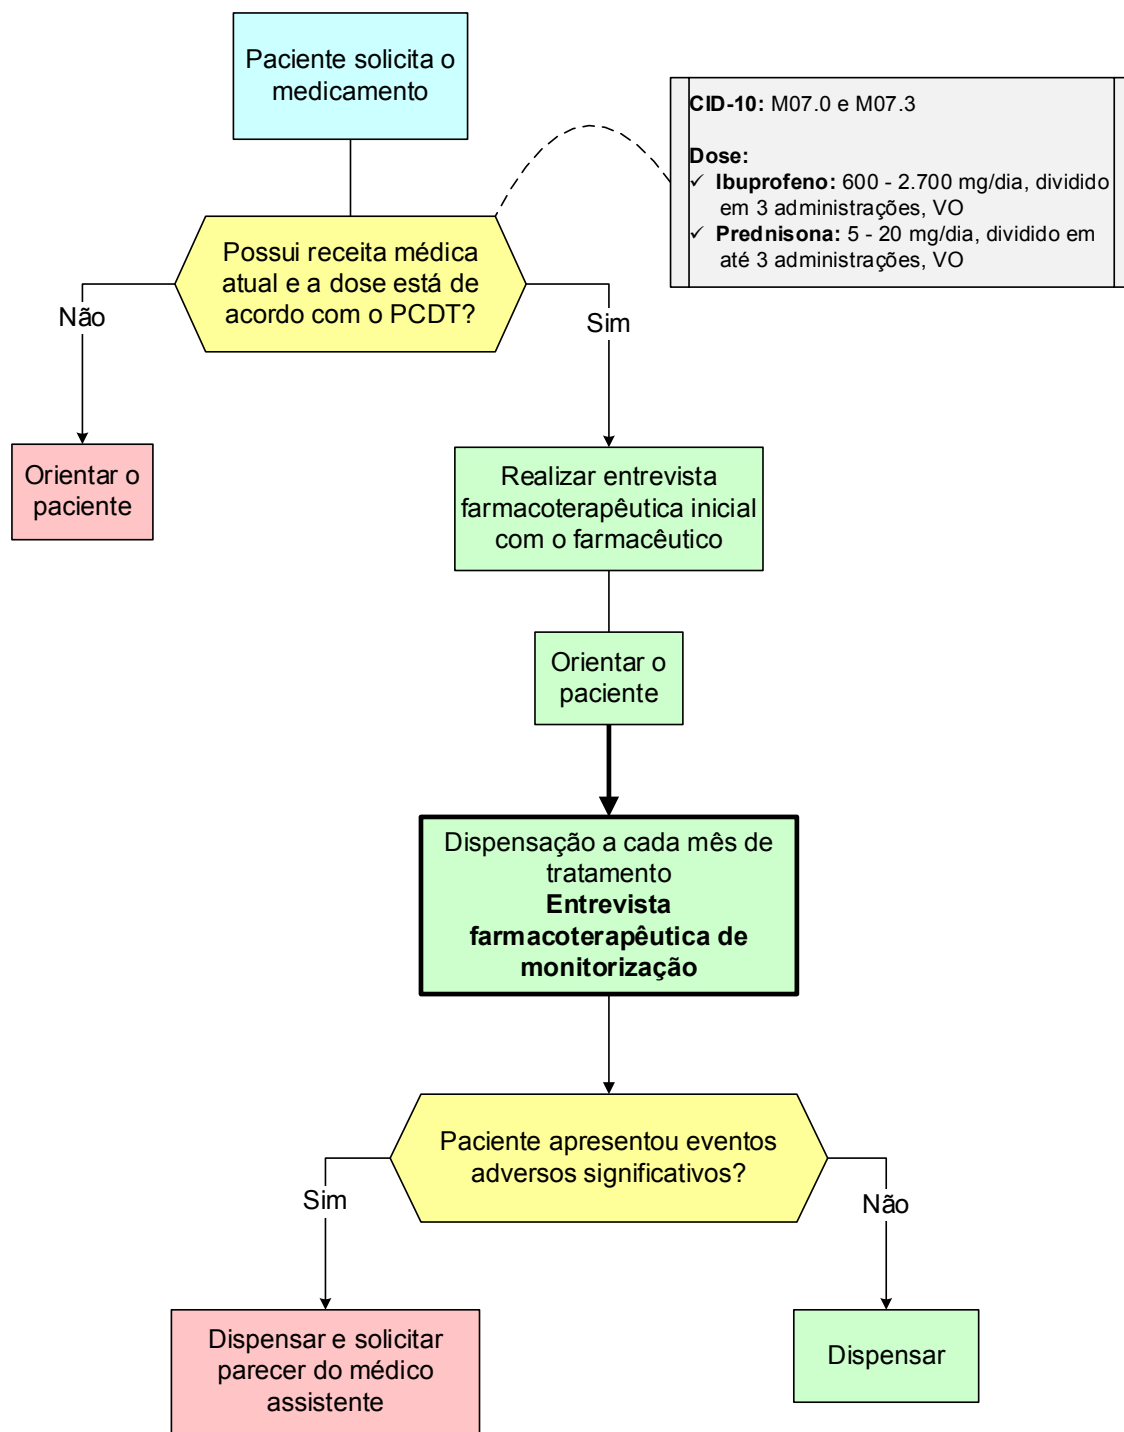 Paciente solicita o
medicamento
CID-10: M07.0 e M07.3
Dose:
✓ Ibuprofeno: 600 - 2.700 mg/dia, dividido
em 3 administrações, VO
✓ Prednisona: 5 - 20 mg/dia, dividido em
até 3 administrações, VO
Possui receita médica
atual e a dose está de
acordo com o PCDT?
Não
Sim
Orientar o
paciente
Realizar entrevista
farmacoterapêutica inicial
com o farmacêutico
Orientar o
paciente
Dispensação a cada mês de
tratamento
Entrevista
farmacoterapêutica de
monitorização
Paciente apresentou eventos
adversos significativos?
Sim
Não
Dispensar e solicitar
parecer do médico
assistente
Dispensar